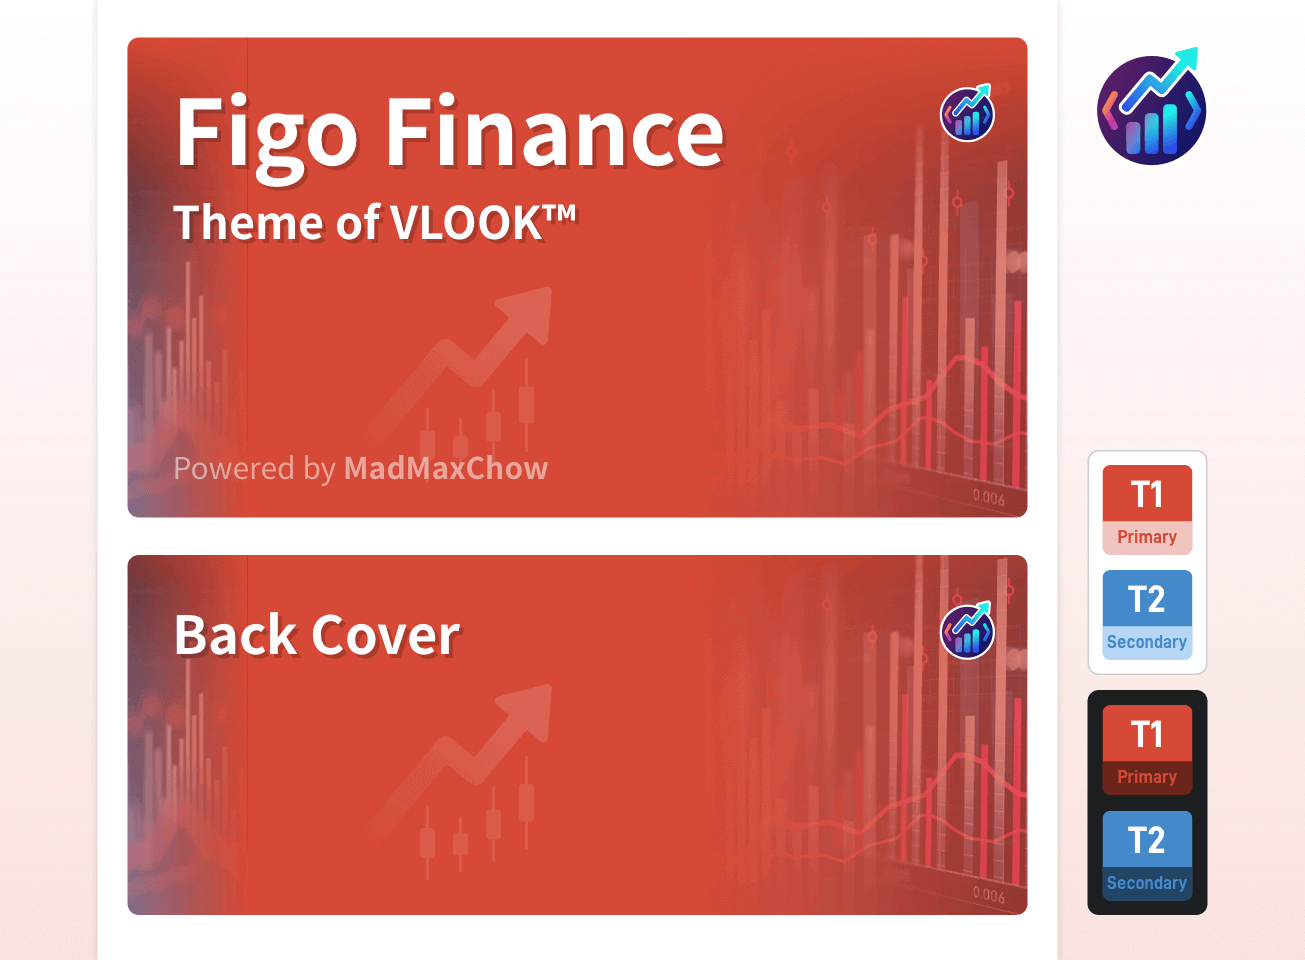 Figo Finance
Theme of VLOOK™
Powered by MadMaxChow
0.006
Back Cover
0.006
T1
Primary
T2
Secondary
T1
Primary
T2
Secondary